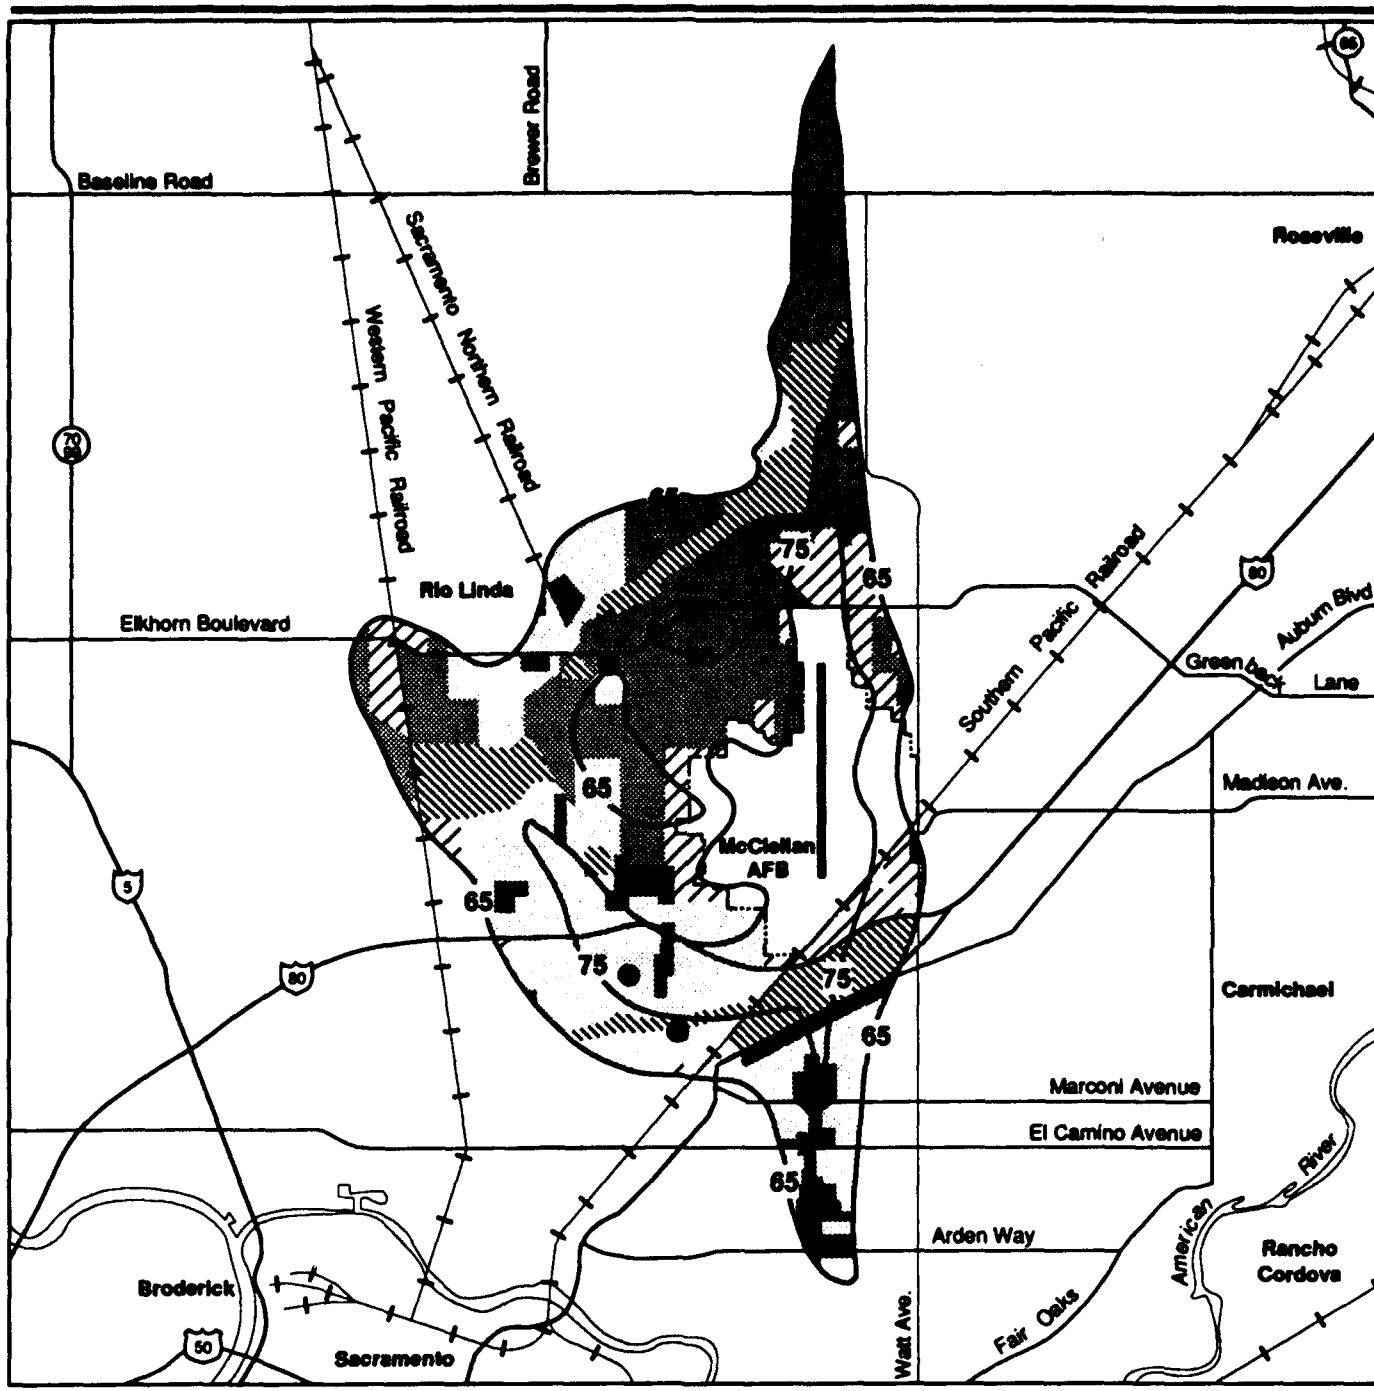 65
Brewer Road
Baseline Road
Roseville
Sacramento Northern Railroad
Western Pacific Railroad
70
65
75
65
80
Rio Linda
Southern Pacific Railroad
Auburn Blvd
Elkhorn Boulevard
Greenback Lane
Madison Ave.
65
McClellan
AFB
5
65
75
75
80
Carmichael
65
Marconi Avenue
El Camino Avenue
65
American River
Arden Way
Rancho
Cordova
Broderick
Watt Ave.
Fair Oaks
50
Sacramento